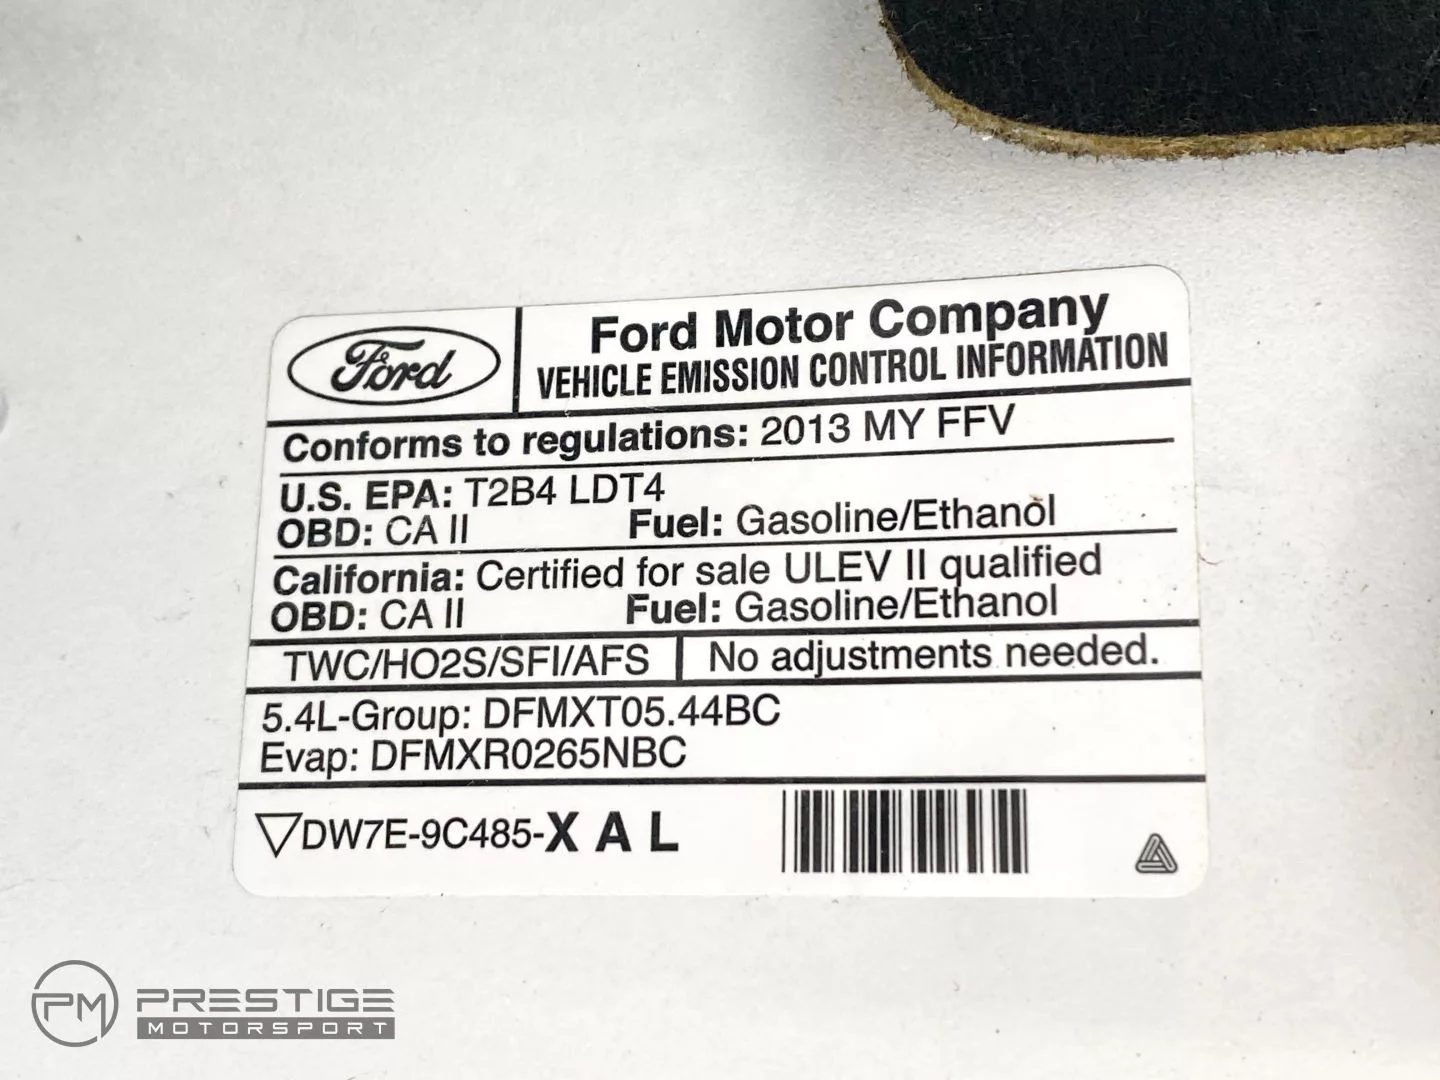 Ford
Ford Motor Company
VEHICLE EMISSION CONTROL INFORMATION
Conforms to regulations: 2013 MY FFV
U.S. EPA: T2B4 LDT4
OBD: CA II Fuel: Gasoline/Ethanol
California: Certified for sale ULEV II qualified
OBD: CA II Fuel: Gasoline/Ethanol
TWC/HO2S/SFI/AFS No adjustments needed.
5.4L-Group: DFMXT05.44BC
Evap: DFMXR0265NBC
DW7E-9C485-X A L
PM PRESTIGE
MOTORSPORT